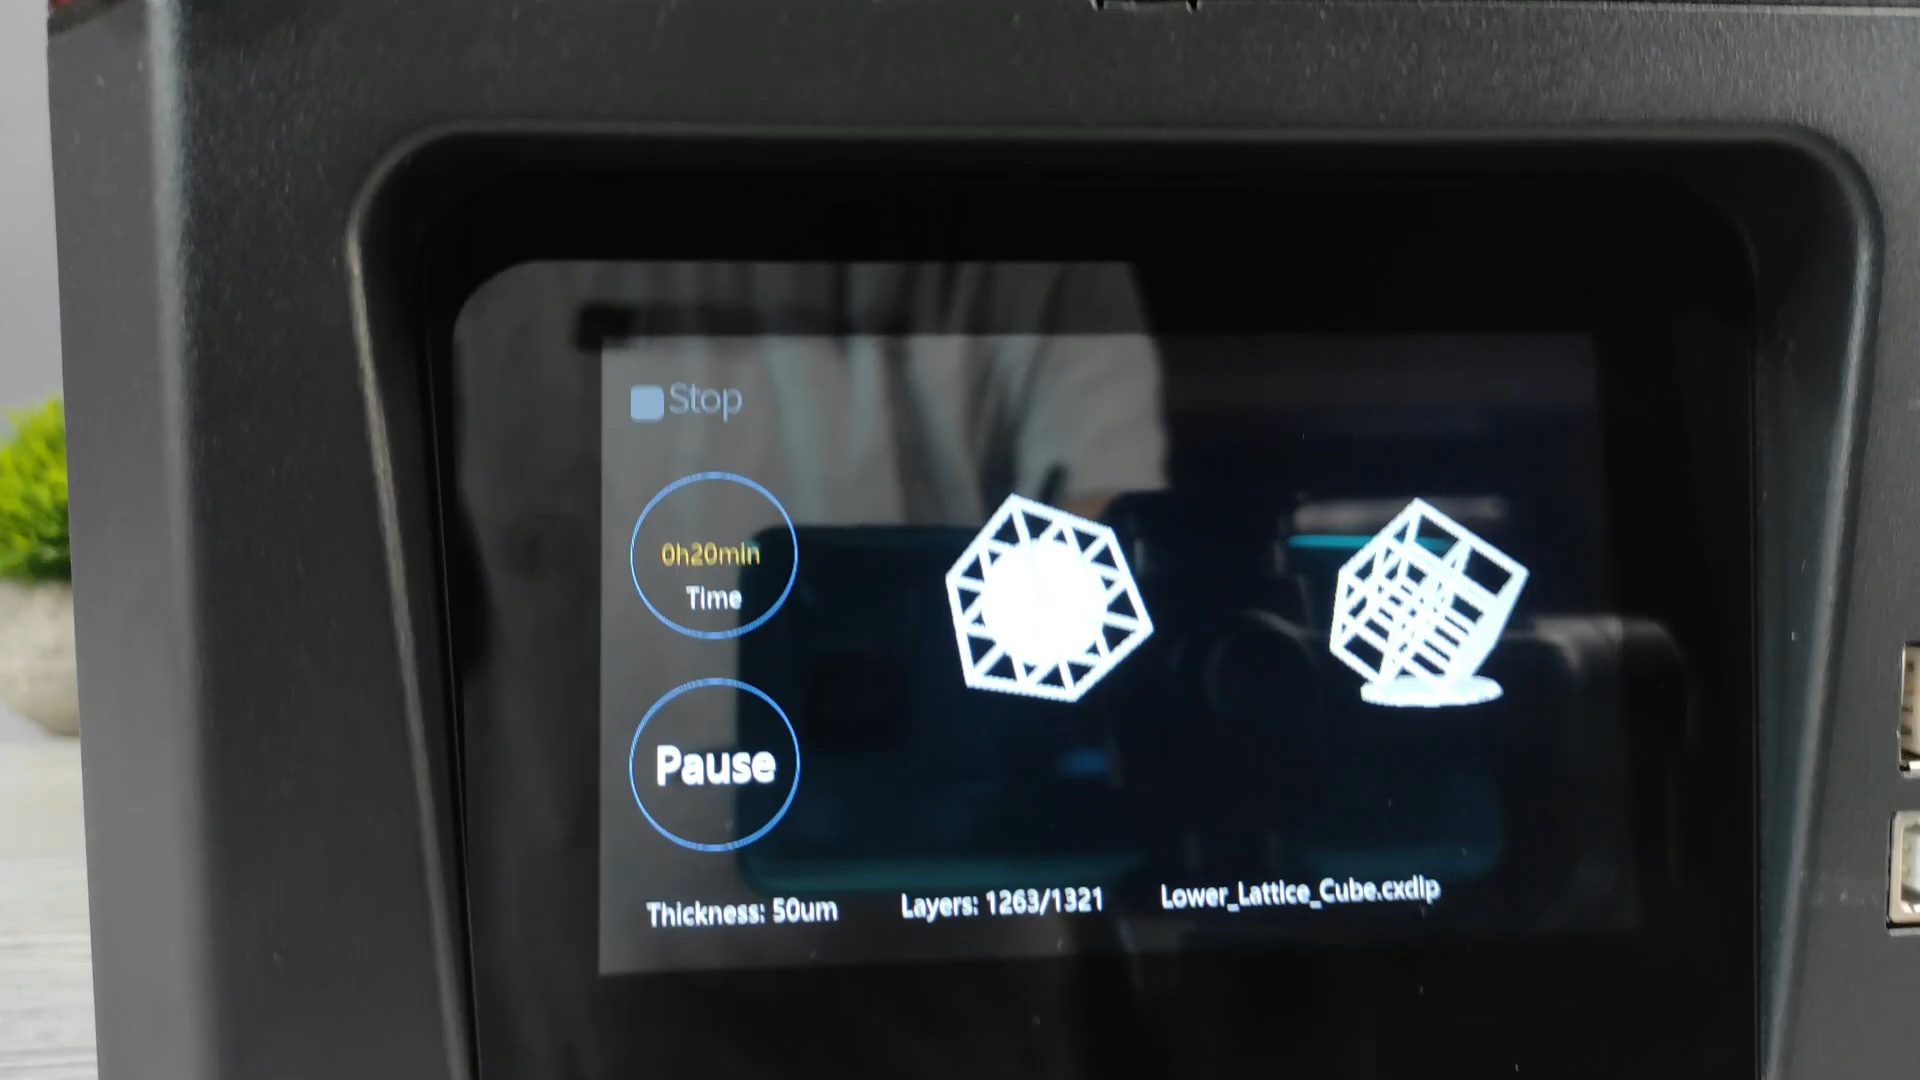 Stop
0h20min
Time
Pause
Thickness: 50um
Layers: 1263/1321
Lower_Lattice_Cube.cxdlp